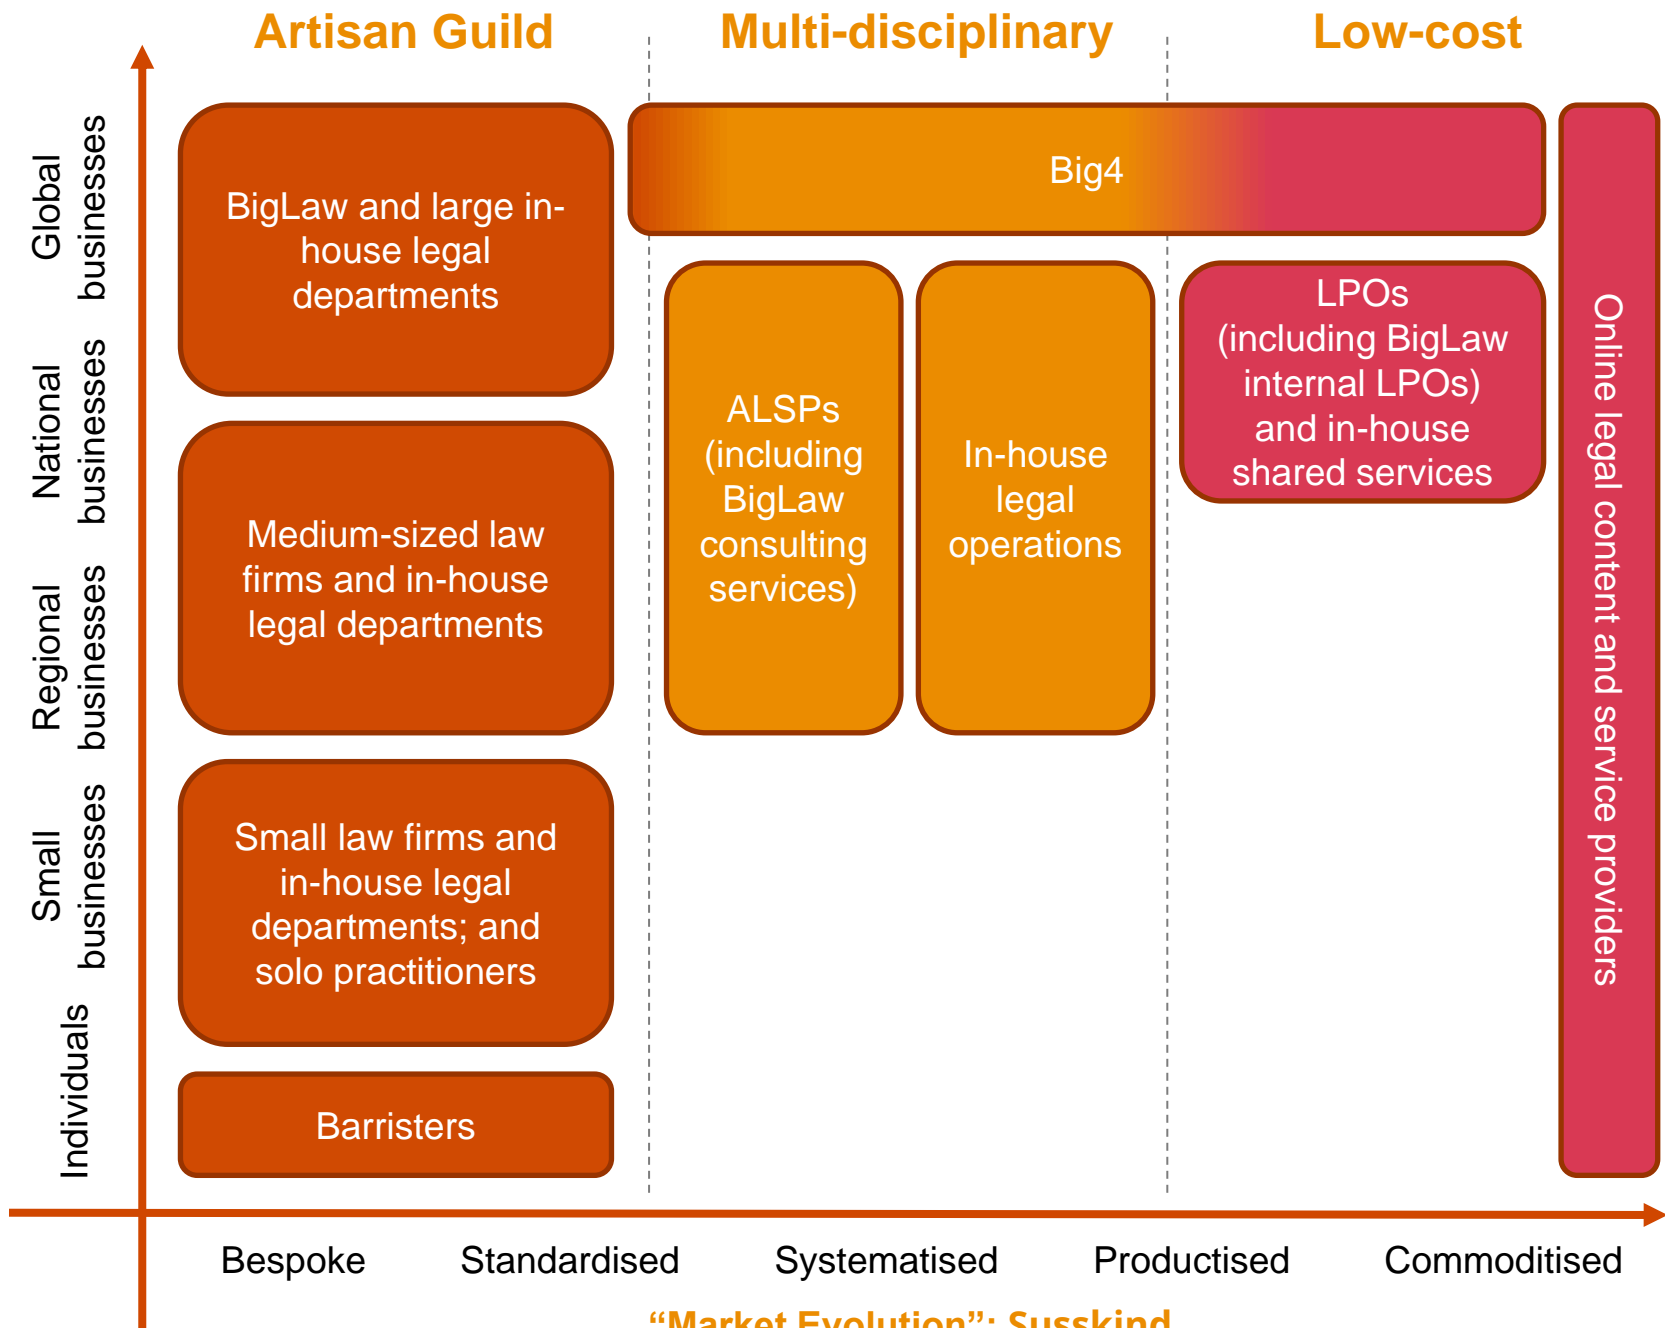 Artisan Guild
Multi-disciplinary
Low-cost
Global
businesses
National
businesses
Regional
businesses
Small
businesses
Individuals
BigLaw and large in-
house legal
departments
Medium-sized law
firms and in-house
legal departments
Small law firms and
in-house legal
departments; and
solo practitioners
Barristers
Big4
ALSPs
(including
BigLaw
consulting
services)
In-house
legal
operations
LPOs
(including BigLaw
internal LPOs)
and in-house
shared services
Online legal content and service providers
Bespoke
Standardised
Systematised
Productised
Commoditised
“Market Evolution”: Susskind